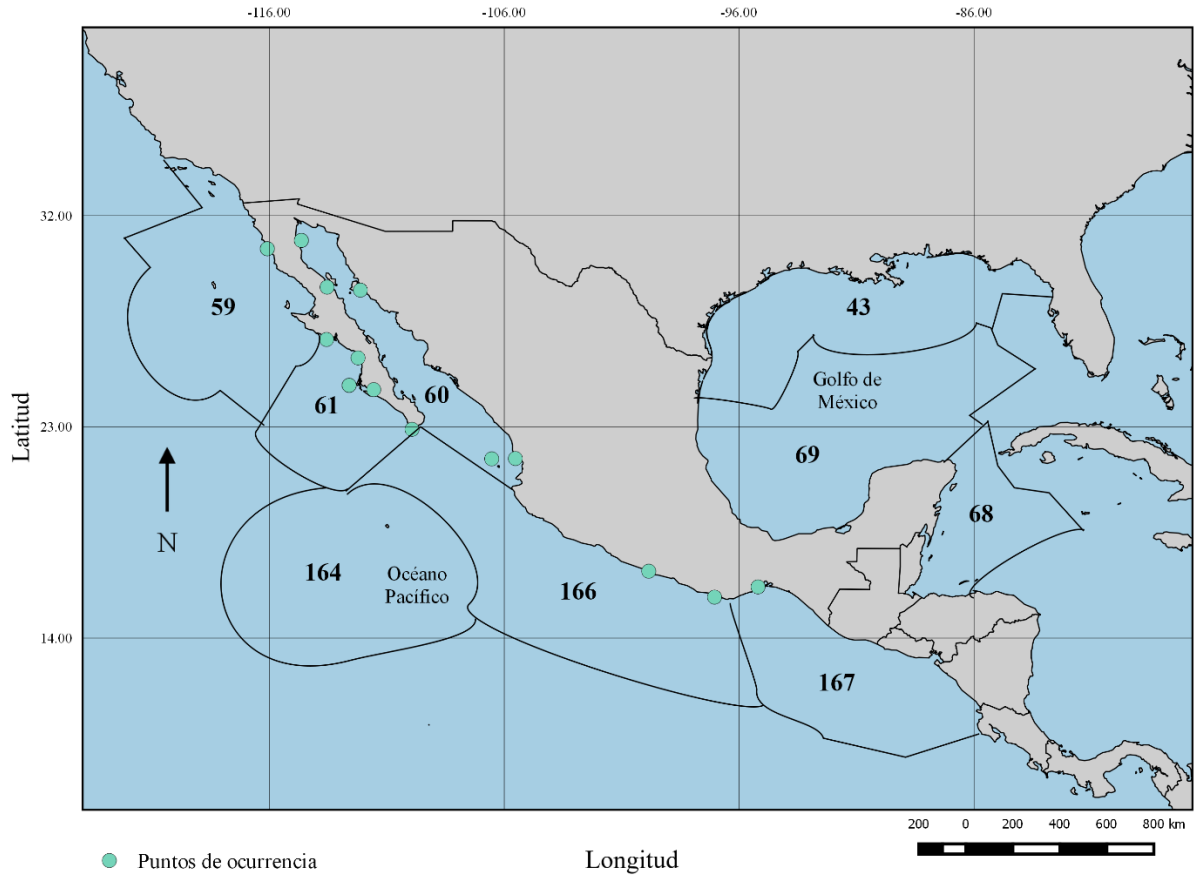 -116.00 -106.00 -96.00 -86.00
32.00
59
43
Golfo de
México
60
61
23.00
69
Latitud
68
N
164
Océano
Pacífico
166
14.00
167
200 0 200 400 600 800 km
Puntos de ocurrencia
Longitud